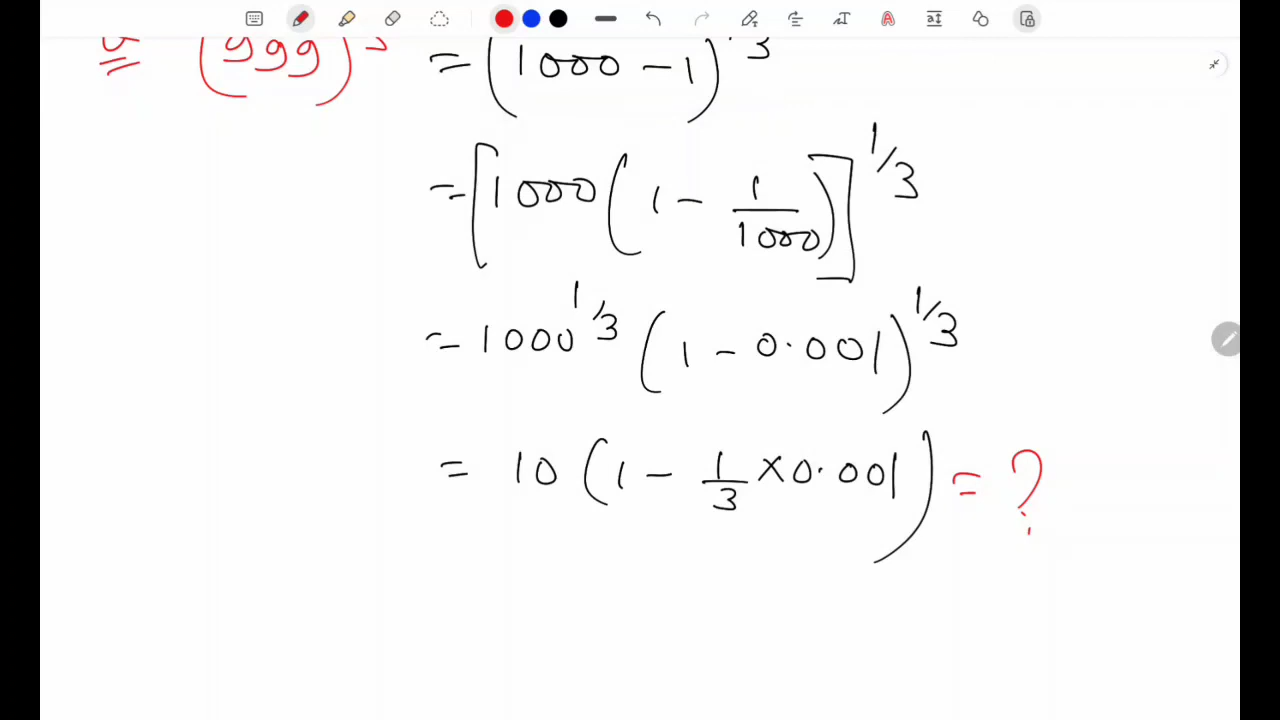 (999)^3 = (1000 - 1)^1/3
= [1000 (1 - 1/1000)]^1/3
= 1000^1/3 (1 - 0.001)^1/3
= 10 (1 - 1/3 × 0.001) = ?